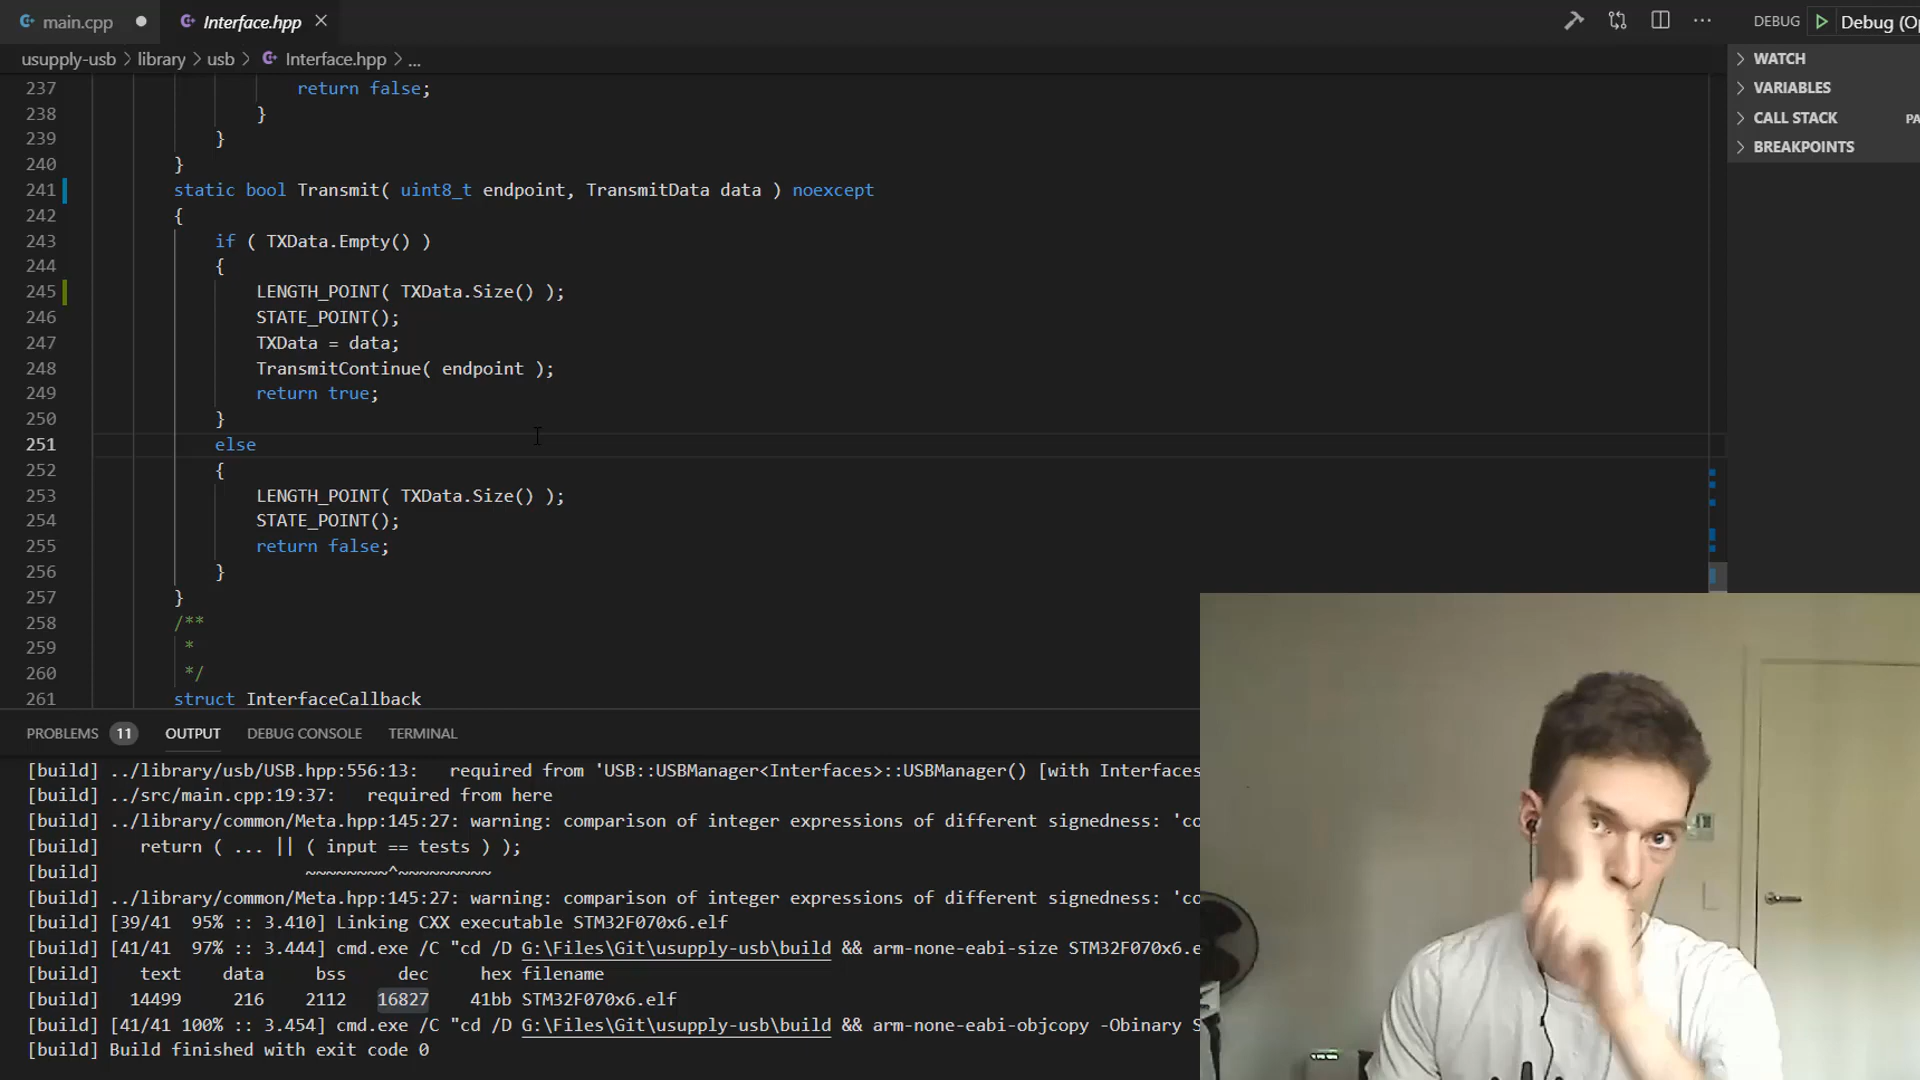 main.cpp ● Interface.hpp × DEBUG Debug (Op
usupply-usb > library > usb > Interface.hpp > ...
WATCH
VARIABLES
CALL STACK PA
BREAKPOINTS
237 return false;
238 }
239 }
240 }
241 static bool Transmit( uint8_t endpoint, TransmitData data ) noexcept
242 {
243 if ( TXData.Empty() )
244 {
245 LENGTH_POINT( TXData.Size() );
246 STATE_POINT();
247 TXData = data;
248 TransmitContinue( endpoint );
249 return true;
250 }
251 else
252 {
253 LENGTH_POINT( TXData.Size() );
254 STATE_POINT();
255 return false;
256 }
257 }
258 /**
259 *
260 */
261 struct InterfaceCallback
PROBLEMS 11 OUTPUT DEBUG CONSOLE TERMINAL
[build] ../library/usb/USB.hpp:556:13:   required from 'USB::USBManager<Interfaces>::USBManager() [with Interfaces
[build] ../src/main.cpp:19:37:   required from here
[build] ../library/common/Meta.hpp:145:27: warning: comparison of integer expressions of different signedness: 'co
[build]    return ( ... || ( input == tests ) );
[build]                    ~~~~~~~~^~~~~~~~~~
[build] ../library/common/Meta.hpp:145:27: warning: comparison of integer expressions of different signedness: 'co
[build] [39/41  95% :: 3.410] Linking CXX executable STM32F070x6.elf
[build] [41/41  97% :: 3.444] cmd.exe /C "cd /D G:\Files\Git\usupply-usb\build && arm-none-eabi-size STM32F070x6.e
[build]    text    data     bss     dec     hex filename
[build]   14499     216    2112   16827    41bb STM32F070x6.elf
[build] [41/41 100% :: 3.454] cmd.exe /C "cd /D G:\Files\Git\usupply-usb\build && arm-none-eabi-objcopy -Obinary S
[build] Build finished with exit code 0